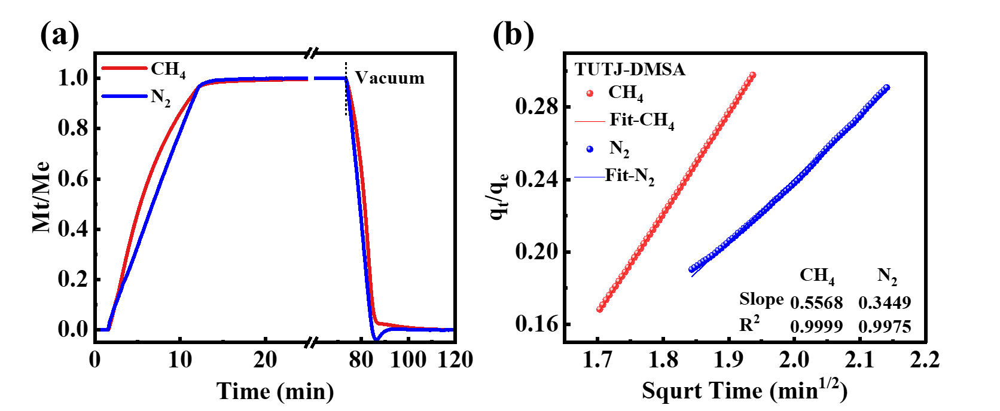 (a)
CH4
N2
Vacuum
1.0
0.8
0.6
0.4
0.2
0.0
Mt/Me
0 10 20 80 100 120
Time (min)
(b)
TUTJ-DMSA
CH4
Fit-CH4
N2
Fit-N2
0.28
0.24
0.20
0.16
qt/qe
CH4 N2
Slope 0.5568 0.3449
R2 0.9999 0.9975
1.7 1.8 1.9 2.0 2.1 2.2
Squrt Time (min1/2)